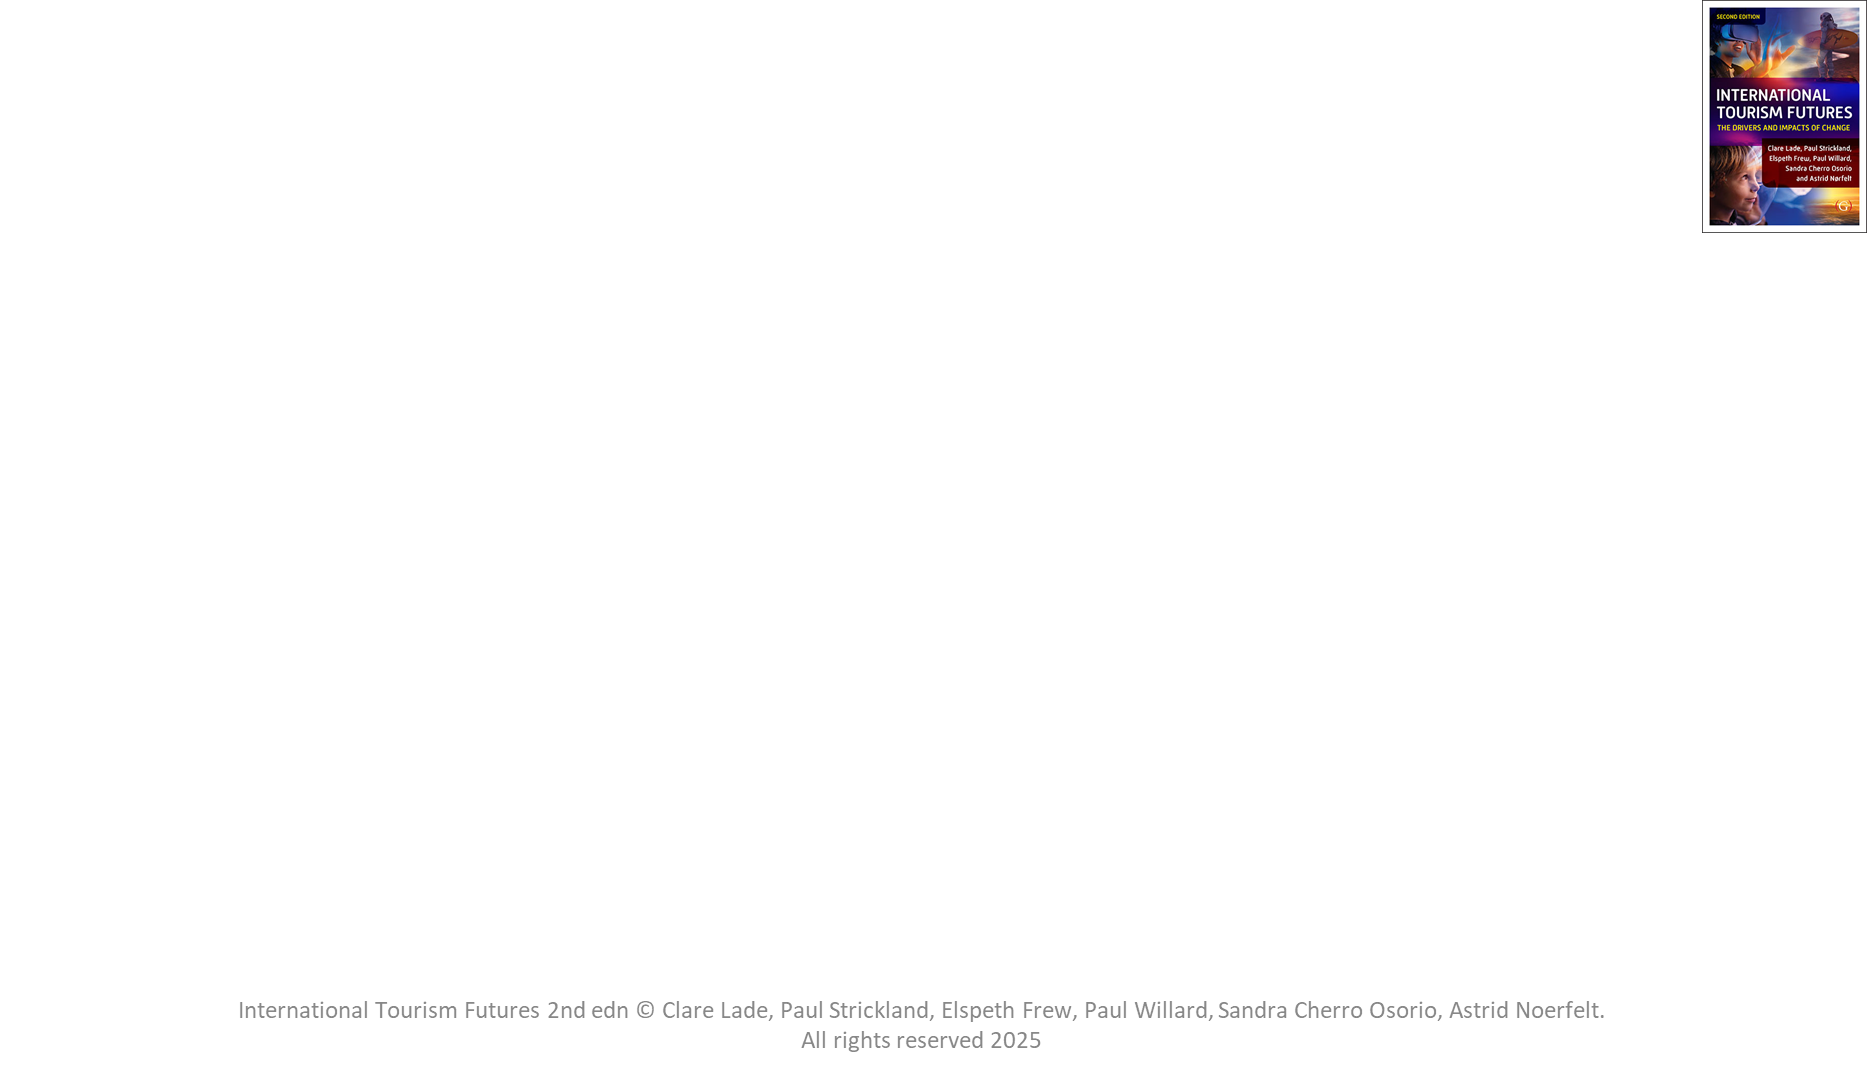 SECOND EDITION
INTERNATIONAL
TOURISM FUTURES
THE DRIVERS AND IMPACTS OF CHANGE
Clare Lade, Paul Strickland,
Elspeth Frew, Paul Willard,
Sandra Cherro Osorio
and Astrid Nørfelt
G
International Tourism Futures 2nd edn © Clare Lade, Paul Strickland, Elspeth Frew, Paul Willard, Sandra Cherro Osorio, Astrid Noerfelt.
All rights reserved 2025